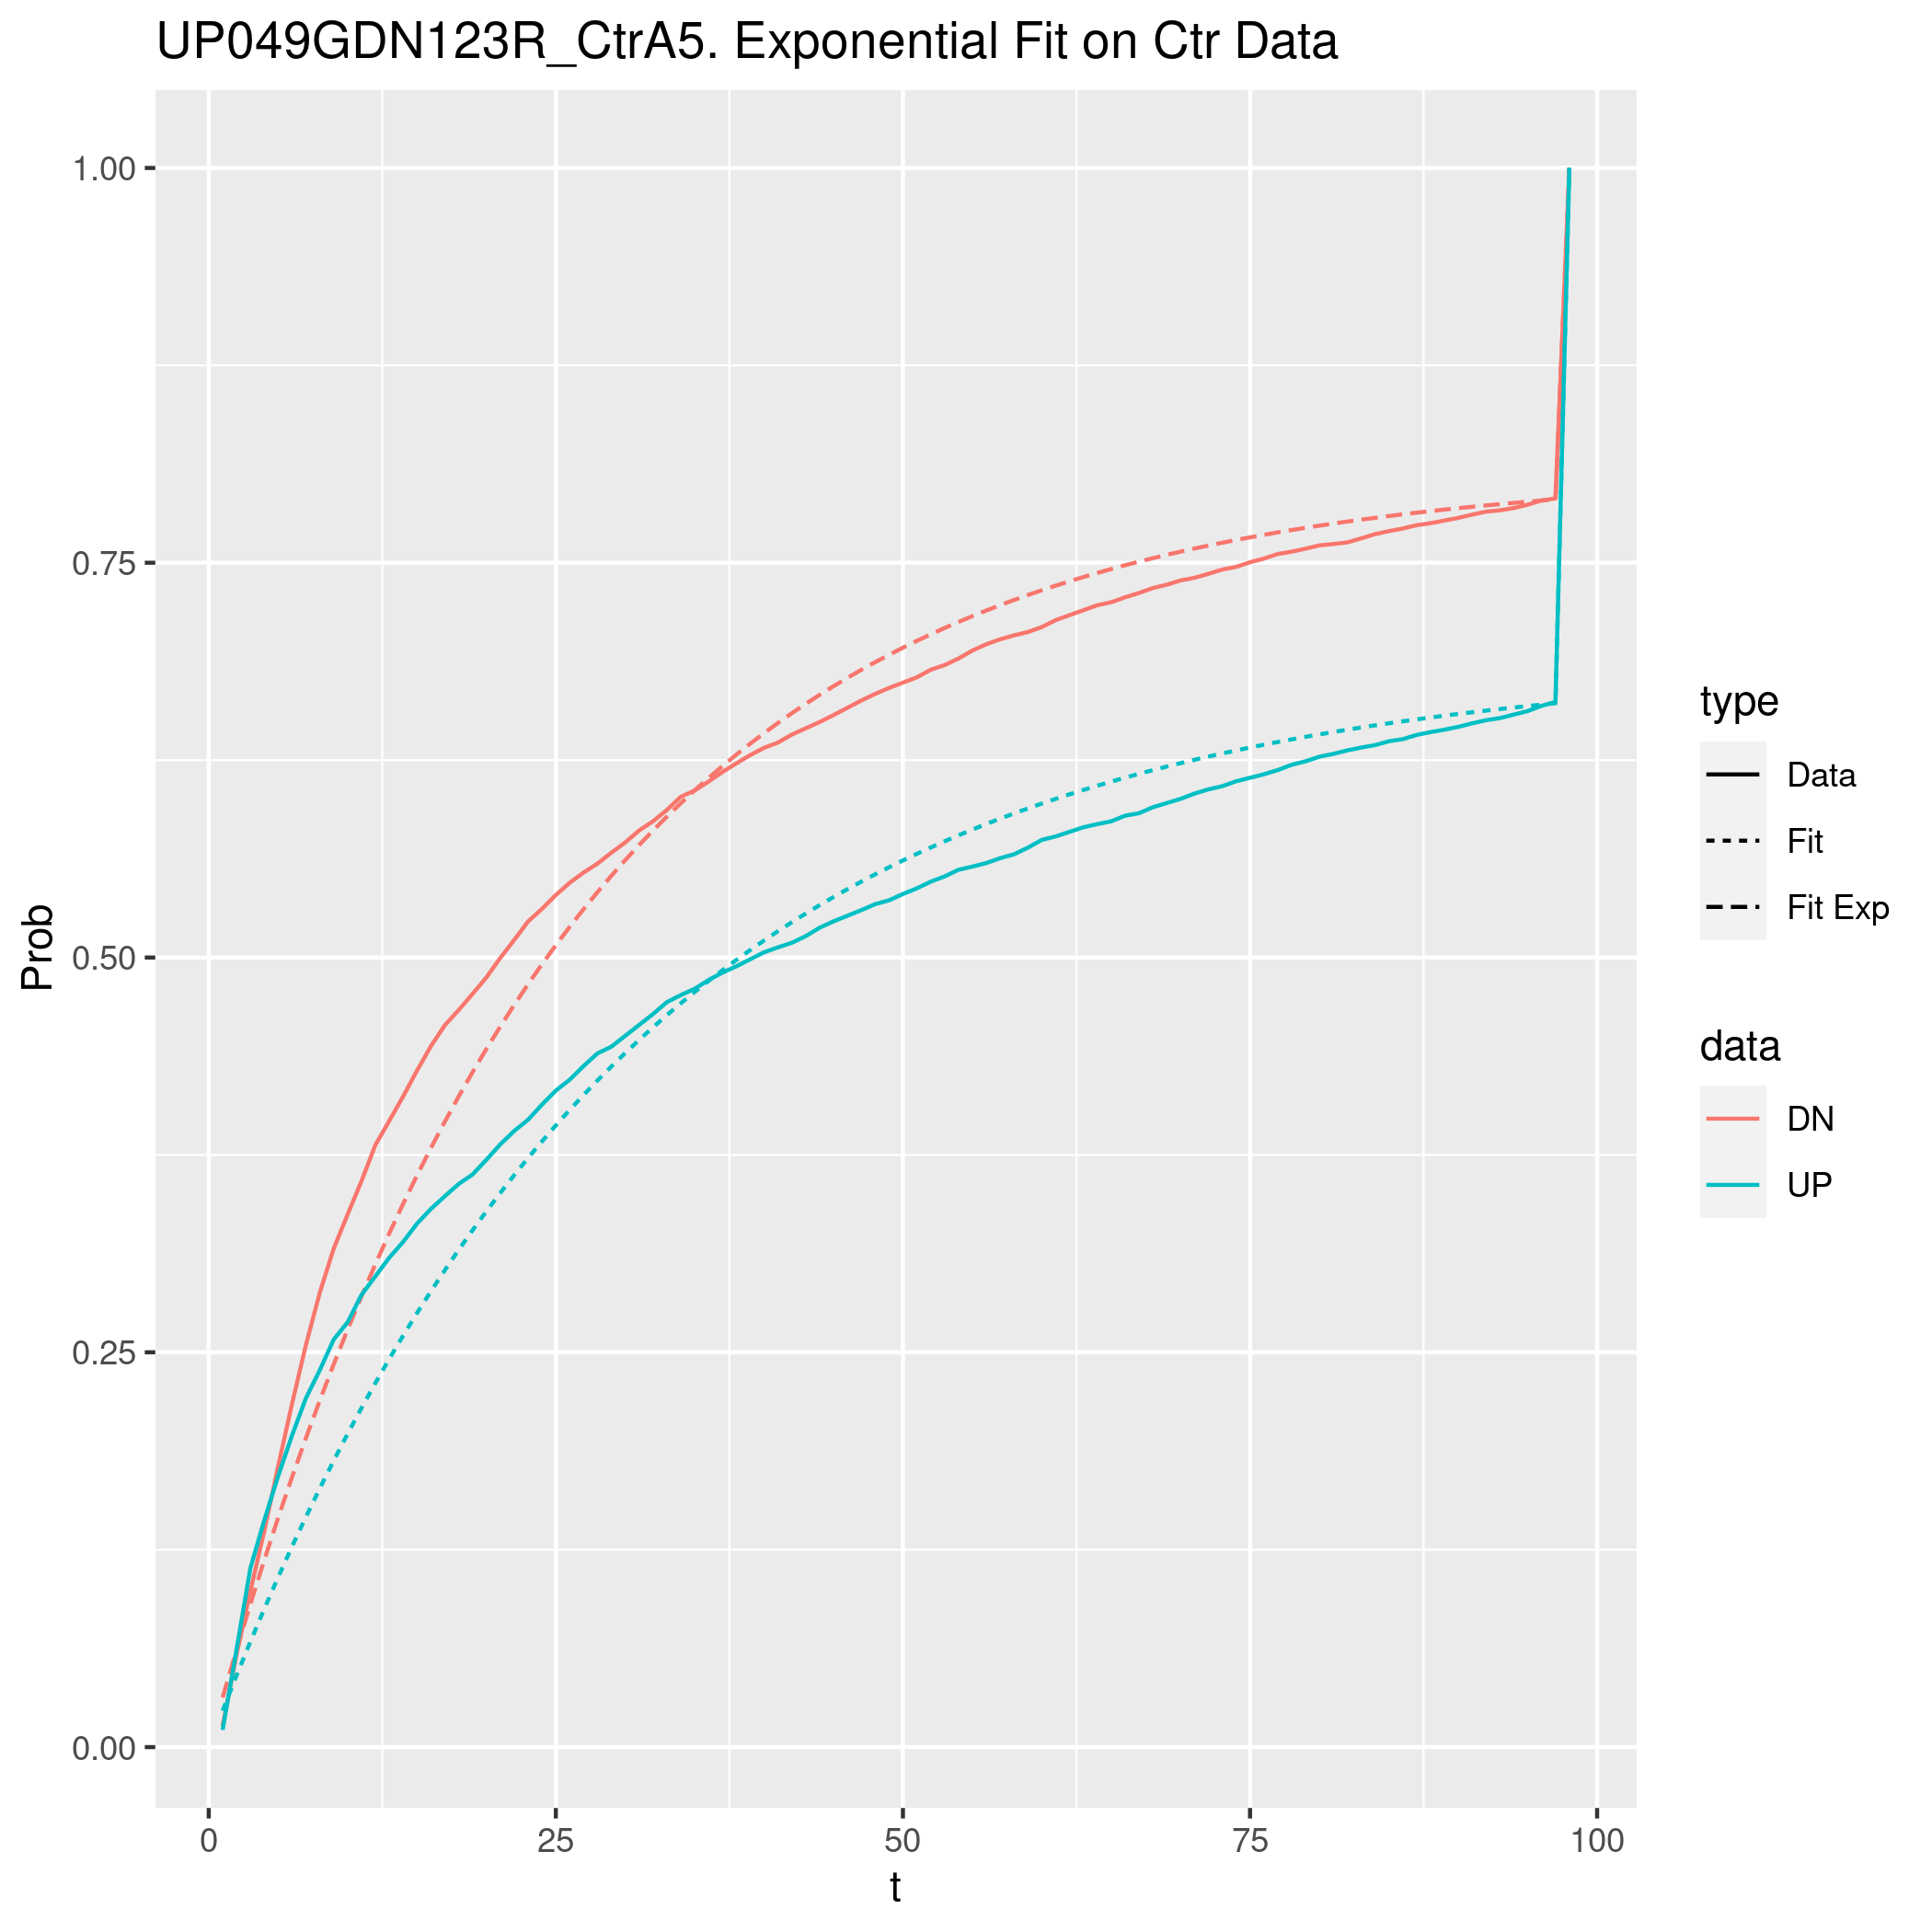 UP049GDN123R_CtrA5. Exponential Fit on Ctr Data
1.00
0.75
0.50
0.25
0.00
Prob
0
25
50
75
100
t
type
Data
Fit
Fit Exp
data
DN
UP